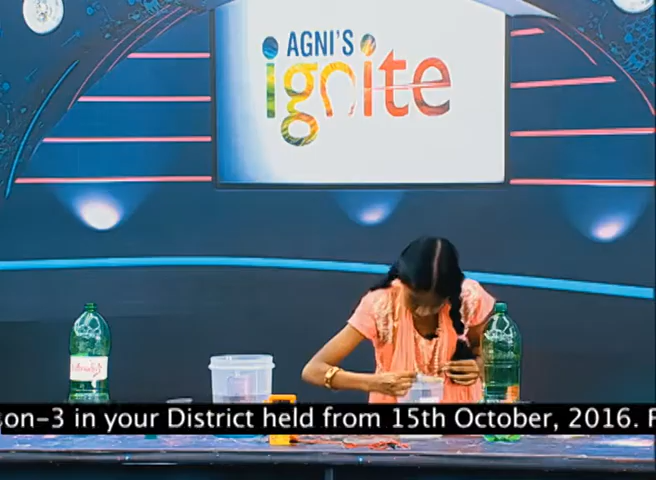 AGNI'S
ignite
on-3 in your District held from 15th October, 2016. F